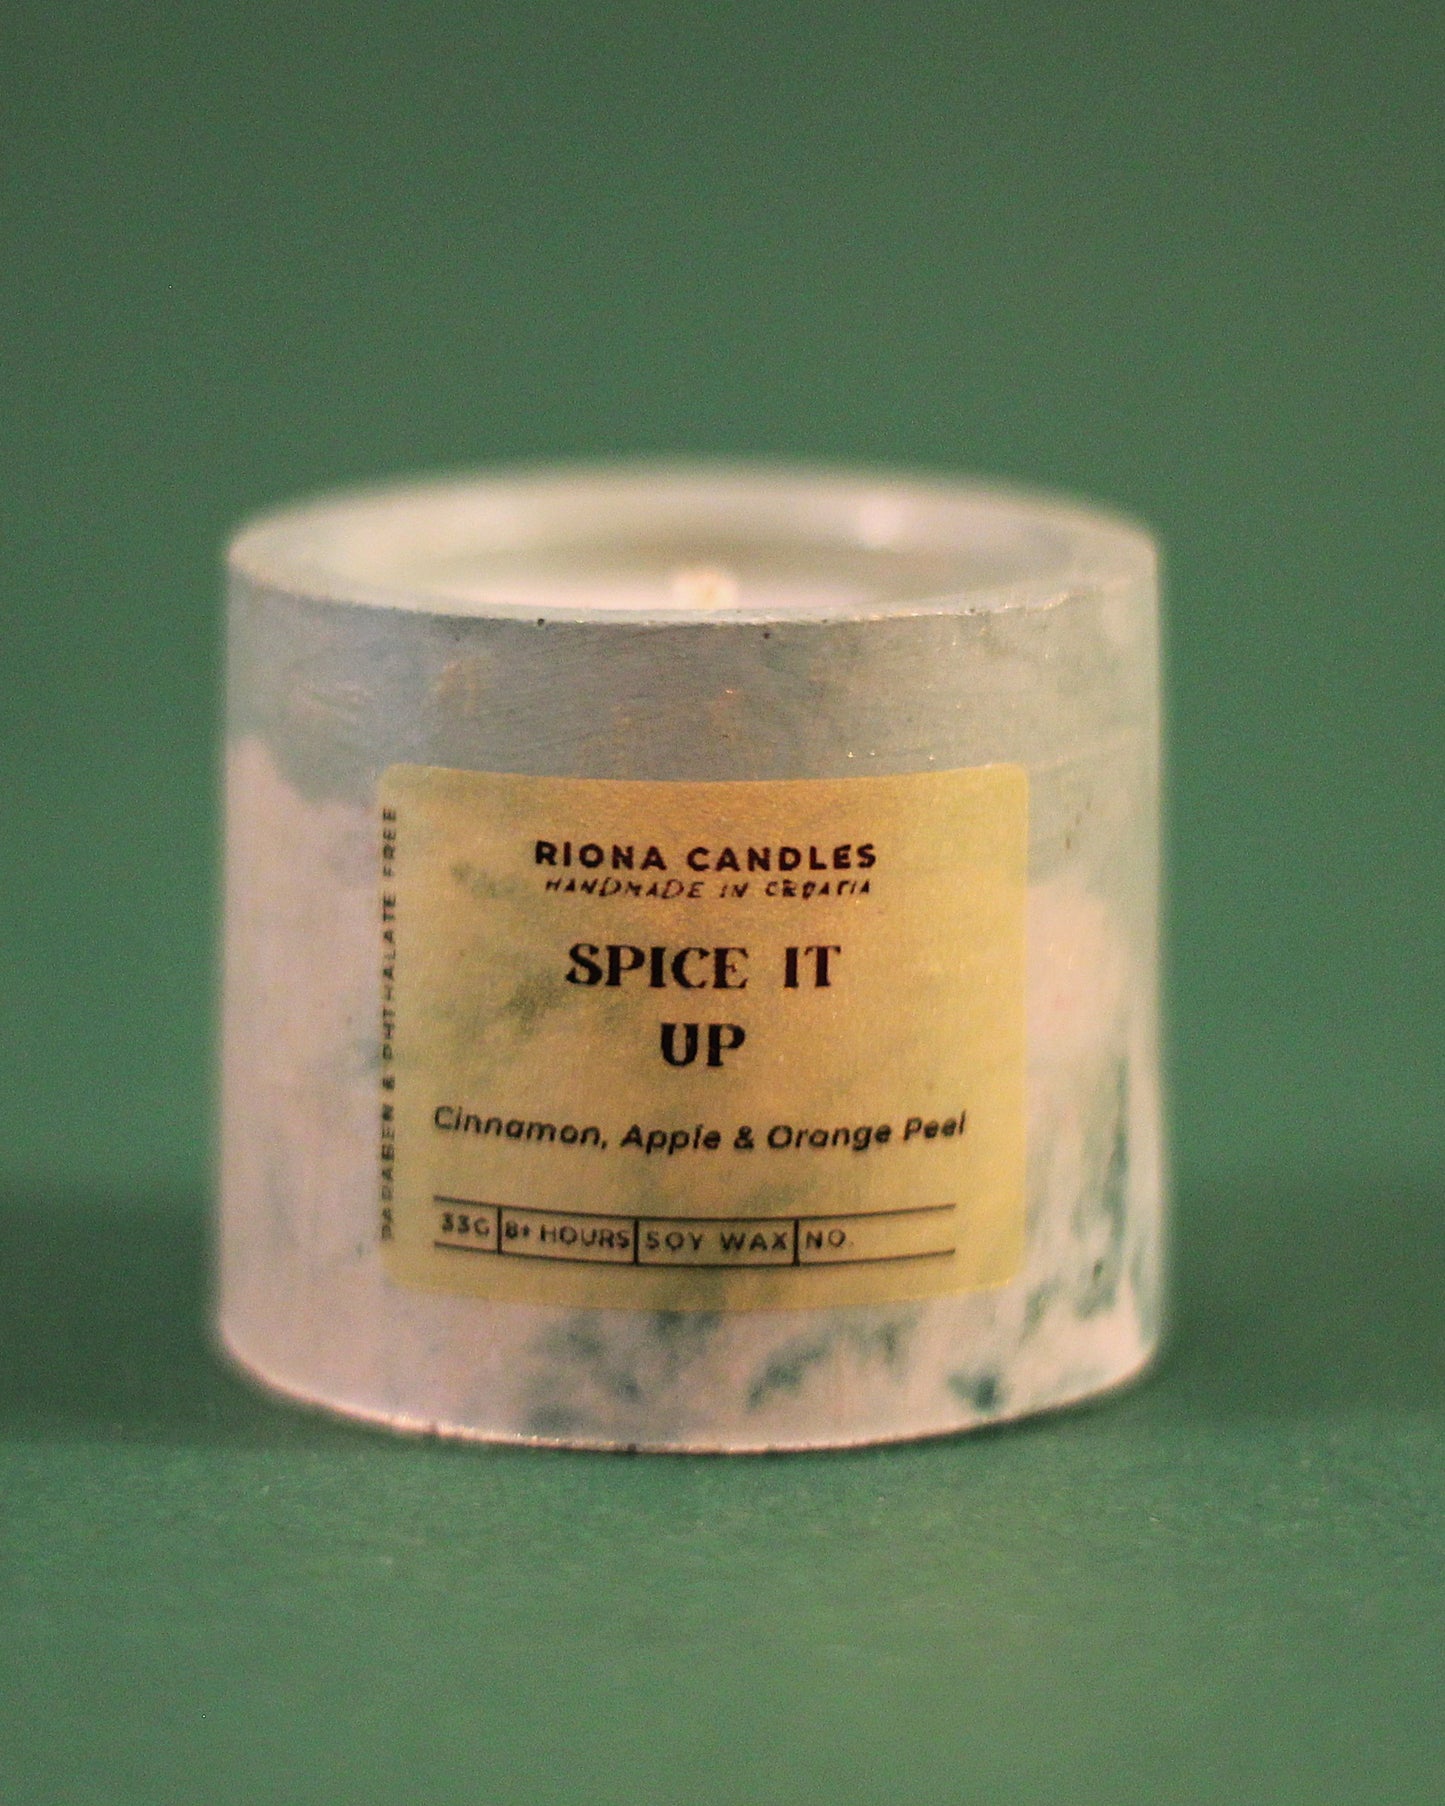 RIONA CANDLES
HANDMADE IN CROATIA
SPICE IT
UP
Cinnamon, Apple & Orange Peel
33G 8+ HOURS SOY WAX NO.
PARABEN & PHTHALATE FREE